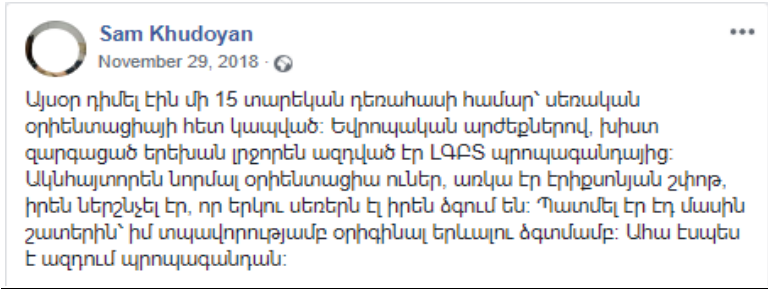 Sam Khudoyan
November 29, 2018 ·
Այսօր դիմել էին մի 15 տարեկան դեռահասի համար՝ սեռական
օրիենտացիայի հետ կապված: Եվրոպական արժեքներով, խիստ
զարգացած երեխան լրջորեն ազդված էր ԼԳԲՏ պրոպագանդայից:
Ակնհայտորեն նորմալ օրիենտացիա ուներ, առկա էր էրիքսոնյան շփոթ,
իրեն ներշնչել էր, որ երկու սեռերն էլ իրեն ձգում են: Պատմել էր էդ մասին
շատերին՝ իմ տպավորությամբ օրիգինալ երևալու ձգտմամբ: Ահա էսպես
է ազդում պրոպագանդան: